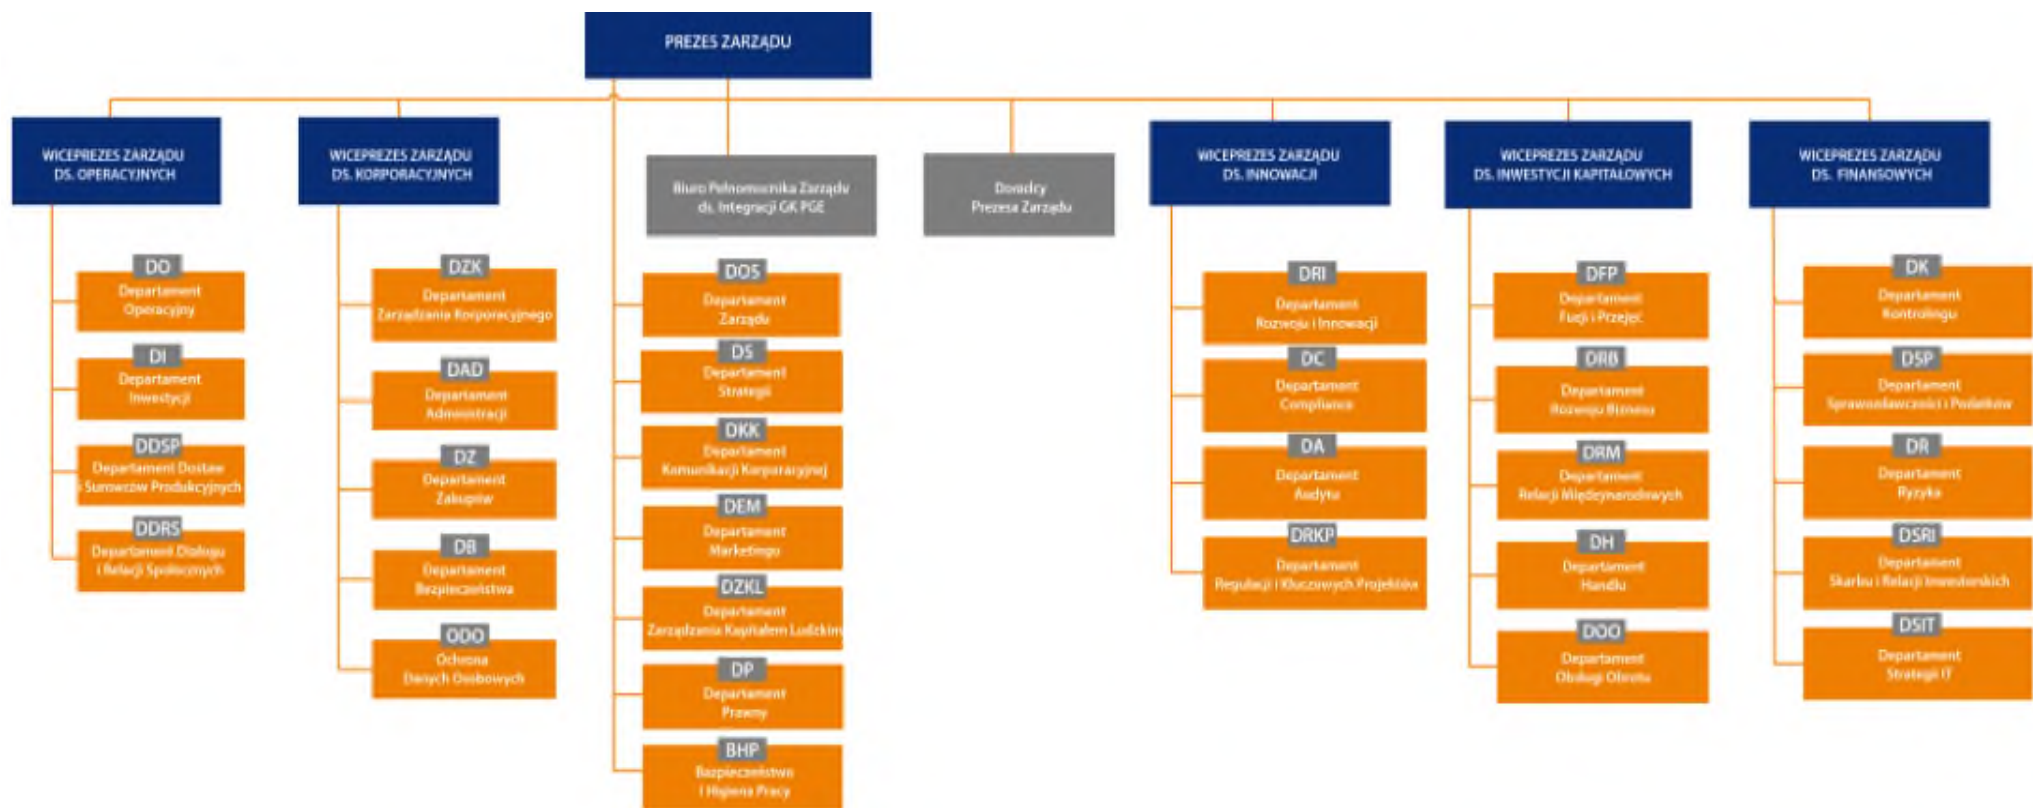 PREZES ZARZĄDU
WICEPREZES ZARZĄDU
DS. OPERACYJNYCH
DO
Departament
Operacyjny
DI
Departament
Inwestycji
DDSP
Departament Dostaw
i Surowców Produkcyjnych
DDRS
Departament Dialogu
i Relacji Społecznych
WICEPREZES ZARZĄDU
DS. KORPORACYJNYCH
DZK
Departament
Zarządzania Korporacyjnego
DAD
Departament
Administracji
DZ
Departament
Zakupów
DB
Departament
Bezpieczeństwa
ODO
Ochrona
Danych Osobowych
Biuro Pełnomocnika Zarządu
ds. Integracji GK PGE
DOS
Departament
Zarządu
DS
Departament
Strategii
DKK
Departament
Komunikacji Korporacyjnej
DEM
Departament
Marketingu
DZKL
Departament
Zarządzania Kapitałem Ludzkim
DP
Departament
Prawny
BHP
Bezpieczeństwo
i Higiena Pracy
Doradcy
Prezesa Zarządu
WICEPREZES ZARZĄDU
DS. INNOWACJI
DRI
Departament
Rozwoju i Innowacji
DC
Departament
Compliance
DA
Departament
Audytu
DRKP
Departament
Regulacji i Kluczowych Projektów
WICEPREZES ZARZĄDU
DS. INWESTYCJI KAPITAŁOWYCH
DFP
Departament
Fuzji i Przejęć
DRB
Departament
Rozwoju Biznesu
DRM
Departament
Relacji Międzynarodowych
DH
Departament
Handlu
DOO
Departament
Obsługi Obrotu
WICEPREZES ZARZĄDU
DS. FINANSOWYCH
DK
Departament
Kontrolingu
DSP
Departament
Sprawozdawczości i Podatków
DR
Departament
Ryzyka
DSRI
Departament
Skarbu i Relacji Inwestorskich
DSIT
Departament
Strategii IT